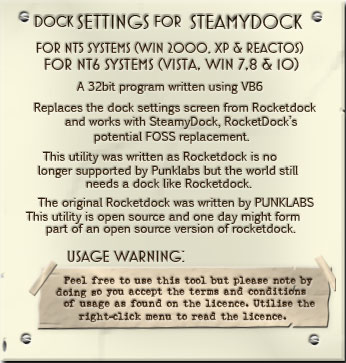 DOCK SETTINGS FOR STEAMYDOCK
FOR NT5 SYSTEMS (WIN 2000, XP & REACTOS)
FOR NT6 SYSTEMS (VISTA, WIN 7,8 & 10)
A 32bit program written using VB6
Replaces the dock settings screen from Rocketdock
and works with SteamyDock, RocketDock's
potential FOSS replacement.
This utility was written as Rocketdock is no
longer supported by Punklabs but the world still
needs a dock like Rocketdock.
The original Rocketdock was written by PUNKLABS
This utility is open source and one day might form
part of an open source version of rocketdock.
USAGE WARNING:
Feel free to use this tool but please note by
doing so you accept the terms and conditions
of usage as found on the licence. Utilise the
right-click menu to read the licence.